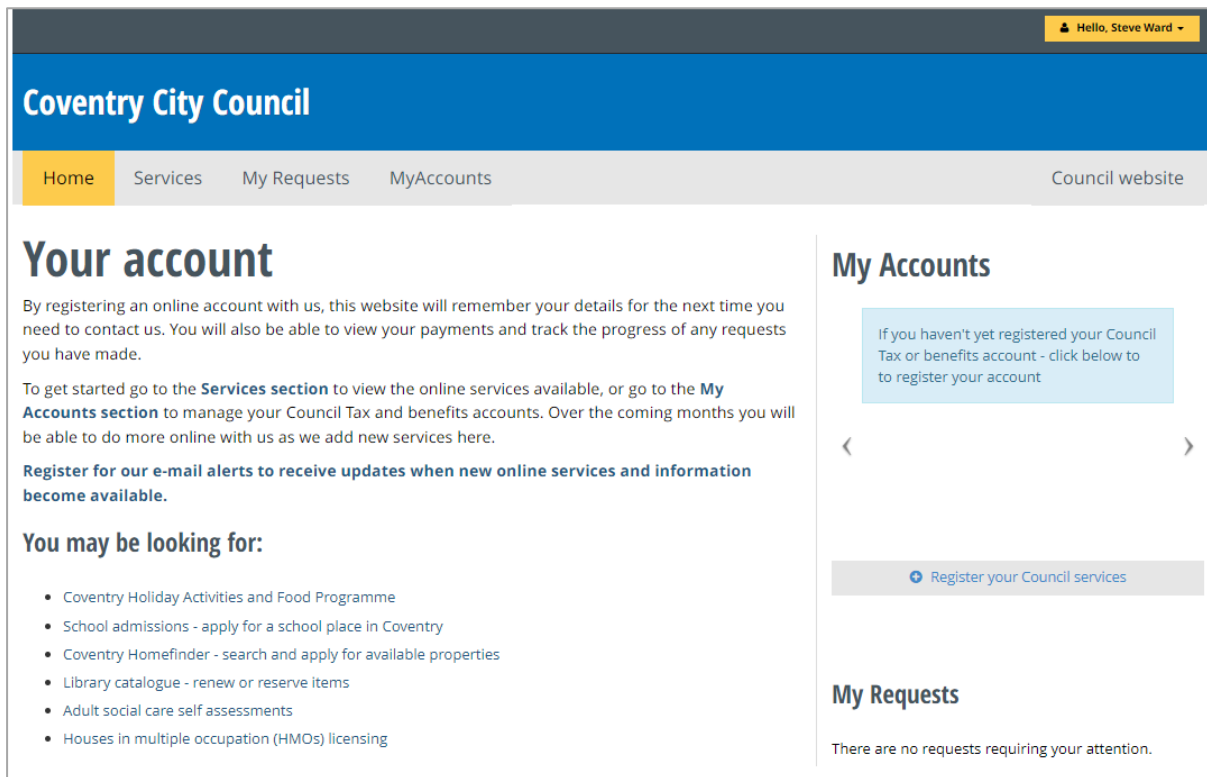 Hello, Steve Ward
Coventry City Council
Home
Services
My Requests
MyAccounts
Council website
Your account
By registering an online account with us, this website will remember your details for the next time you
need to contact us. You will also be able to view your payments and track the progress of any requests
you have made.
To get started go to the Services section to view the online services available, or go to the My
Accounts section to manage your Council Tax and benefits accounts. Over the coming months you will
be able to do more online with us as we add new services here.
Register for our e-mail alerts to receive updates when new online services and information
become available.
You may be looking for:
Coventry Holiday Activities and Food Programme
School admissions - apply for a school place in Coventry
Coventry Homefinder - search and apply for available properties
Library catalogue - renew or reserve items
Adult social care self assessments
Houses in multiple occupation (HMOs) licensing
My Accounts
If you haven't yet registered your Council
Tax or benefits account - click below to
to register your account
Register your Council services
My Requests
There are no requests requiring your attention.